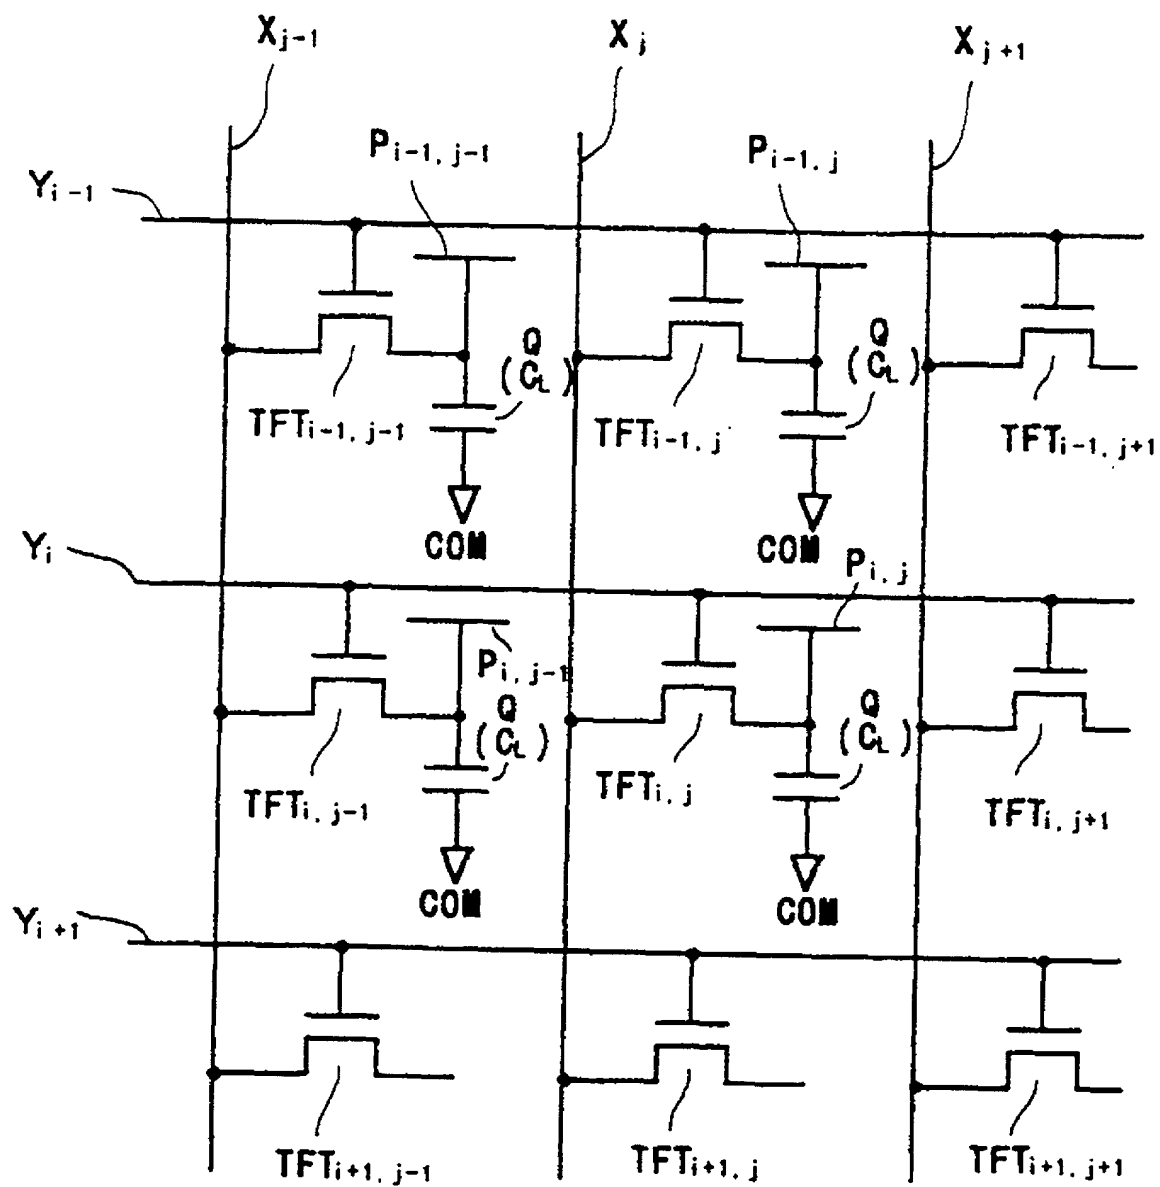 Xj-1
Xj
Xj+1
Pi-1, j-1
Pi-1, j
Yi-1
Q
(CL)
Q
(CL)
TFTi-1, j-1
TFTi-1, j
TFTi-1, j+1
COM
COM
Yi
Pi, j
Pi, j-1
Q
(CL)
Q
(CL)
TFTi, j-1
TFTi, j
TFTi, j+1
COM
COM
Yi+1
TFTi+1, j-1
TFTi+1, j
TFTi+1, j+1